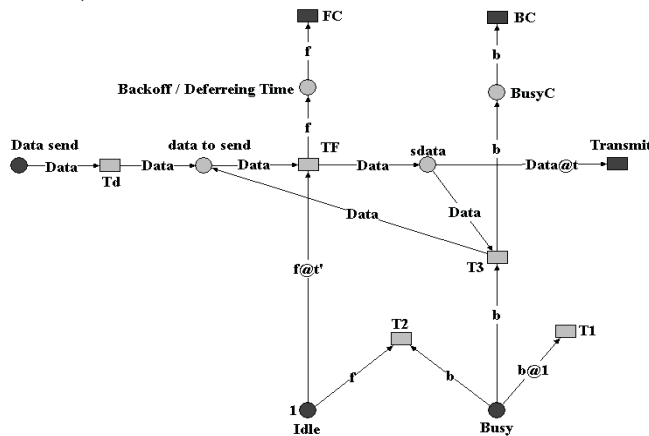 FC
BC
f
b
Backoff / Deferreing Time
BusyC
f
b
Data send
data to send
TF
sdata
Transmit
Data
Data
Data
Data
Data@t
Td
Data
Data
T3
f@t'
b
T2
T1
f
b
b@1
1
Idle
Busy